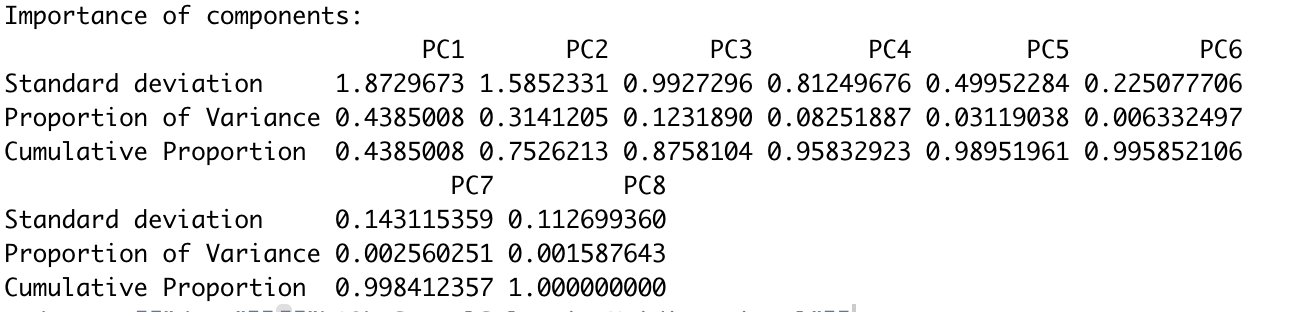 Importance of components:
PC1 PC2 PC3 PC4 PC5 PC6
Standard deviation 1.8729673 1.5852331 0.9927296 0.81249676 0.49952284 0.225077706
Proportion of Variance 0.4385008 0.3141205 0.1231890 0.08251887 0.03119038 0.006332497
Cumulative Proportion 0.4385008 0.7526213 0.8758104 0.95832923 0.98951961 0.995852106
PC7 PC8
Standard deviation 0.143115359 0.112699360
Proportion of Variance 0.002560251 0.001587643
Cumulative Proportion 0.998412357 1.000000000